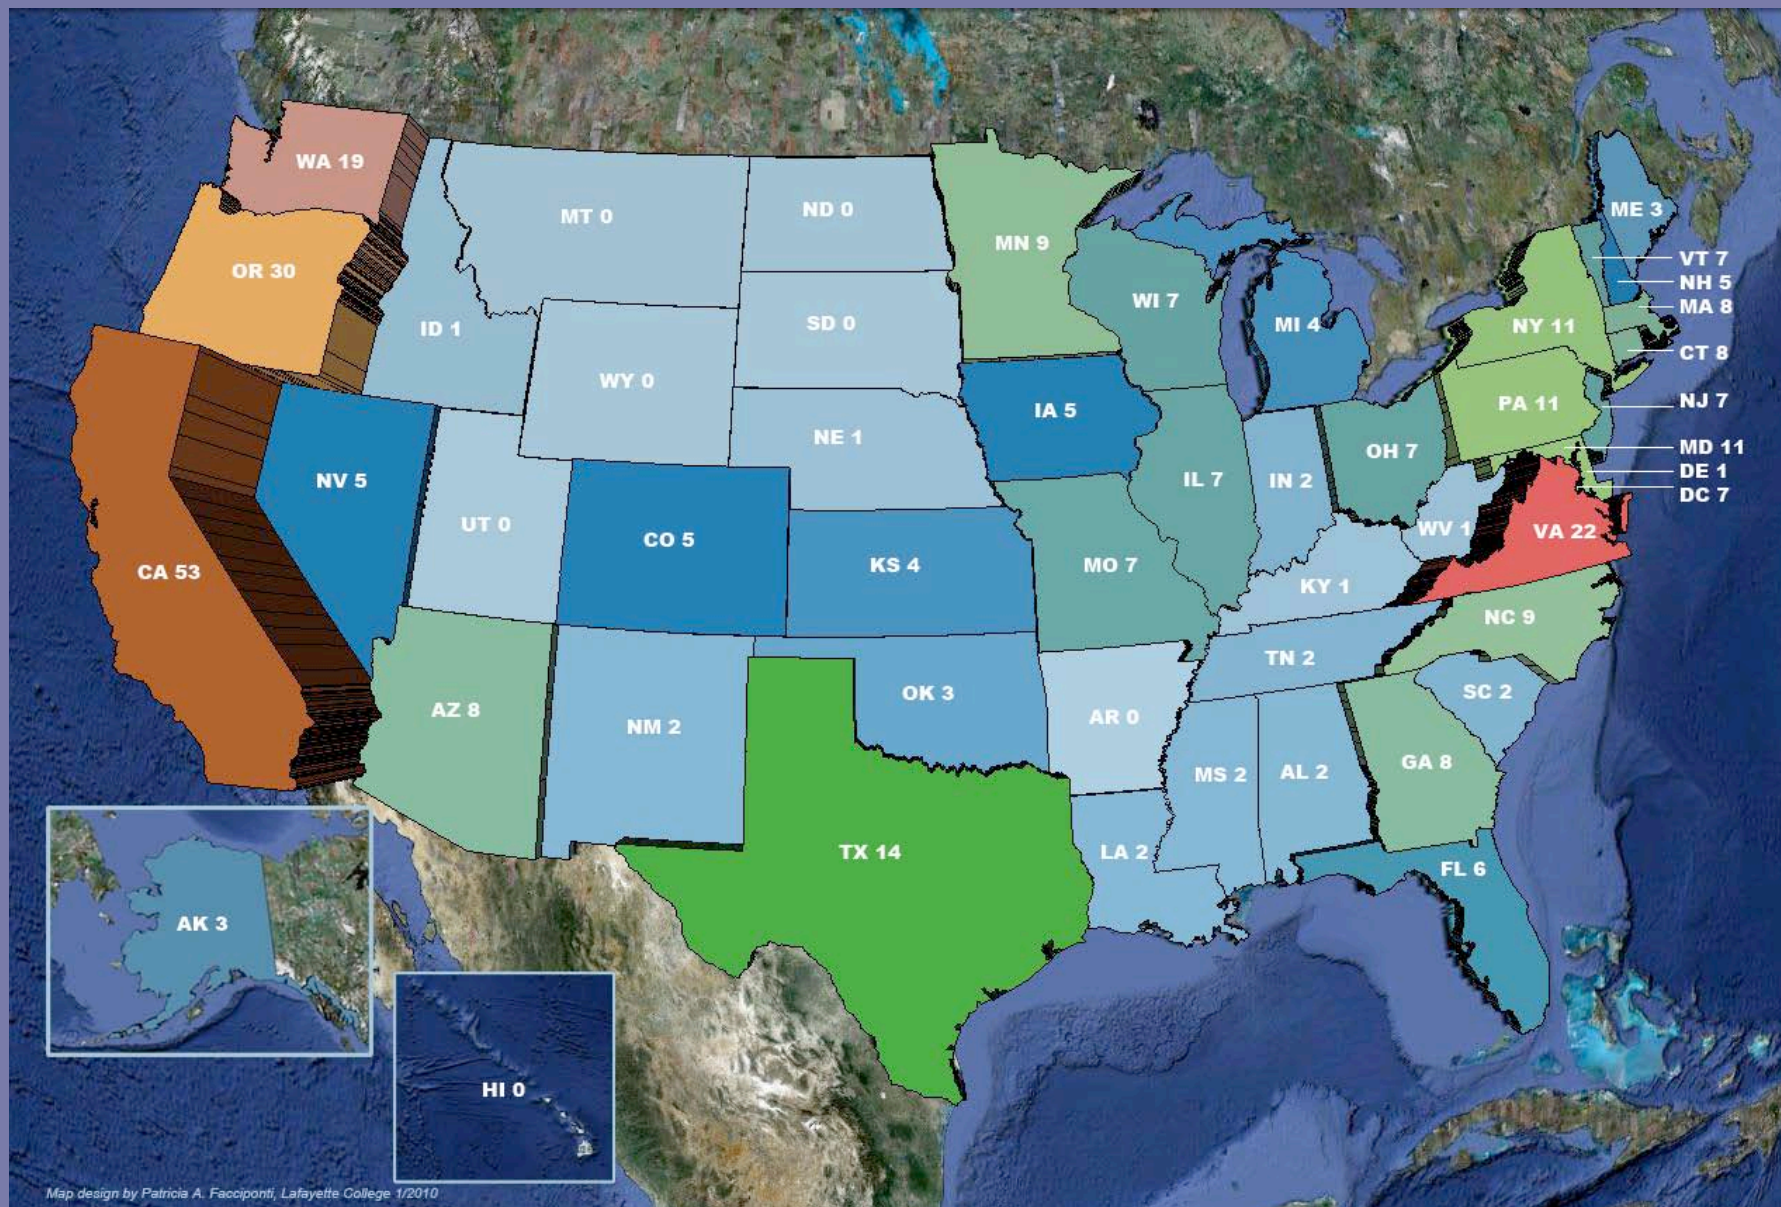 WA 19
MT 0
ND 0
MN 9
ME 3
OR 30
ID 1
SD 0
WI 7
MI 4
VT 7
NH 5
MA 8
NY 11
CT 8
WY 0
NE 1
IA 5
PA 11
NJ 7
NV 5
UT 0
CO 5
KS 4
MO 7
IL 7
IN 2
OH 7
MD 11
DE 1
DC 7
WV 1
VA 22
CA 53
KY 1
NC 9
AZ 8
NM 2
OK 3
AR 0
TN 2
SC 2
MS 2
AL 2
GA 8
TX 14
LA 2
FL 6
AK 3
HI 0
Map design by Patricia A. Facciponti, Lafayette College 1/2010